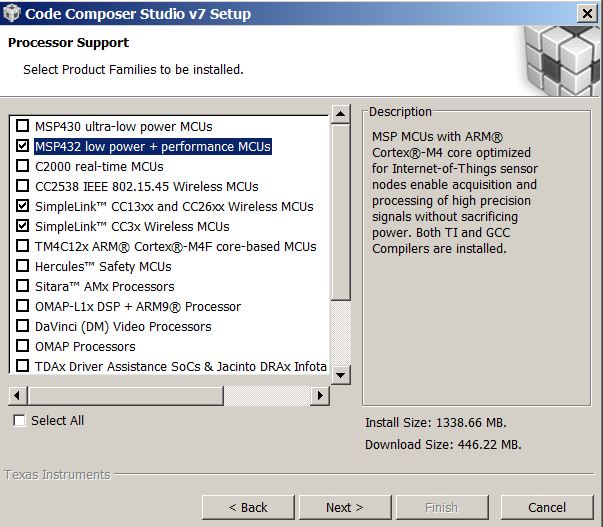 Code Composer Studio v7 Setup
Processor Support
Select Product Families to be installed.
MSP430 ultra-low power MCUs
MSP432 low power + performance MCUs
C2000 real-time MCUs
CC2538 IEEE 802.15.45 Wireless MCUs
SimpleLink™ CC13xx and CC26xx Wireless MCUs
SimpleLink™ CC3x Wireless MCUs
TM4C12x ARM® Cortex®-M4F core-based MCUs
Hercules™ Safety MCUs
Sitara™ AMx Processors
OMAP-L1x DSP + ARM9® Processor
DaVinci (DM) Video Processors
OMAP Processors
TDAx Driver Assistance SoCs & Jacinto DRAx Infota
Select All
Description
MSP MCUs with ARM®
Cortex®-M4 core optimized
for Internet-of-Things sensor
nodes enable acquisition and
processing of high precision
signals without sacrificing
power. Both TI and GCC
Compilers are installed.
Install Size: 1338.66 MB.
Download Size: 446.22 MB.
Texas Instruments
< Back
Next >
Finish
Cancel